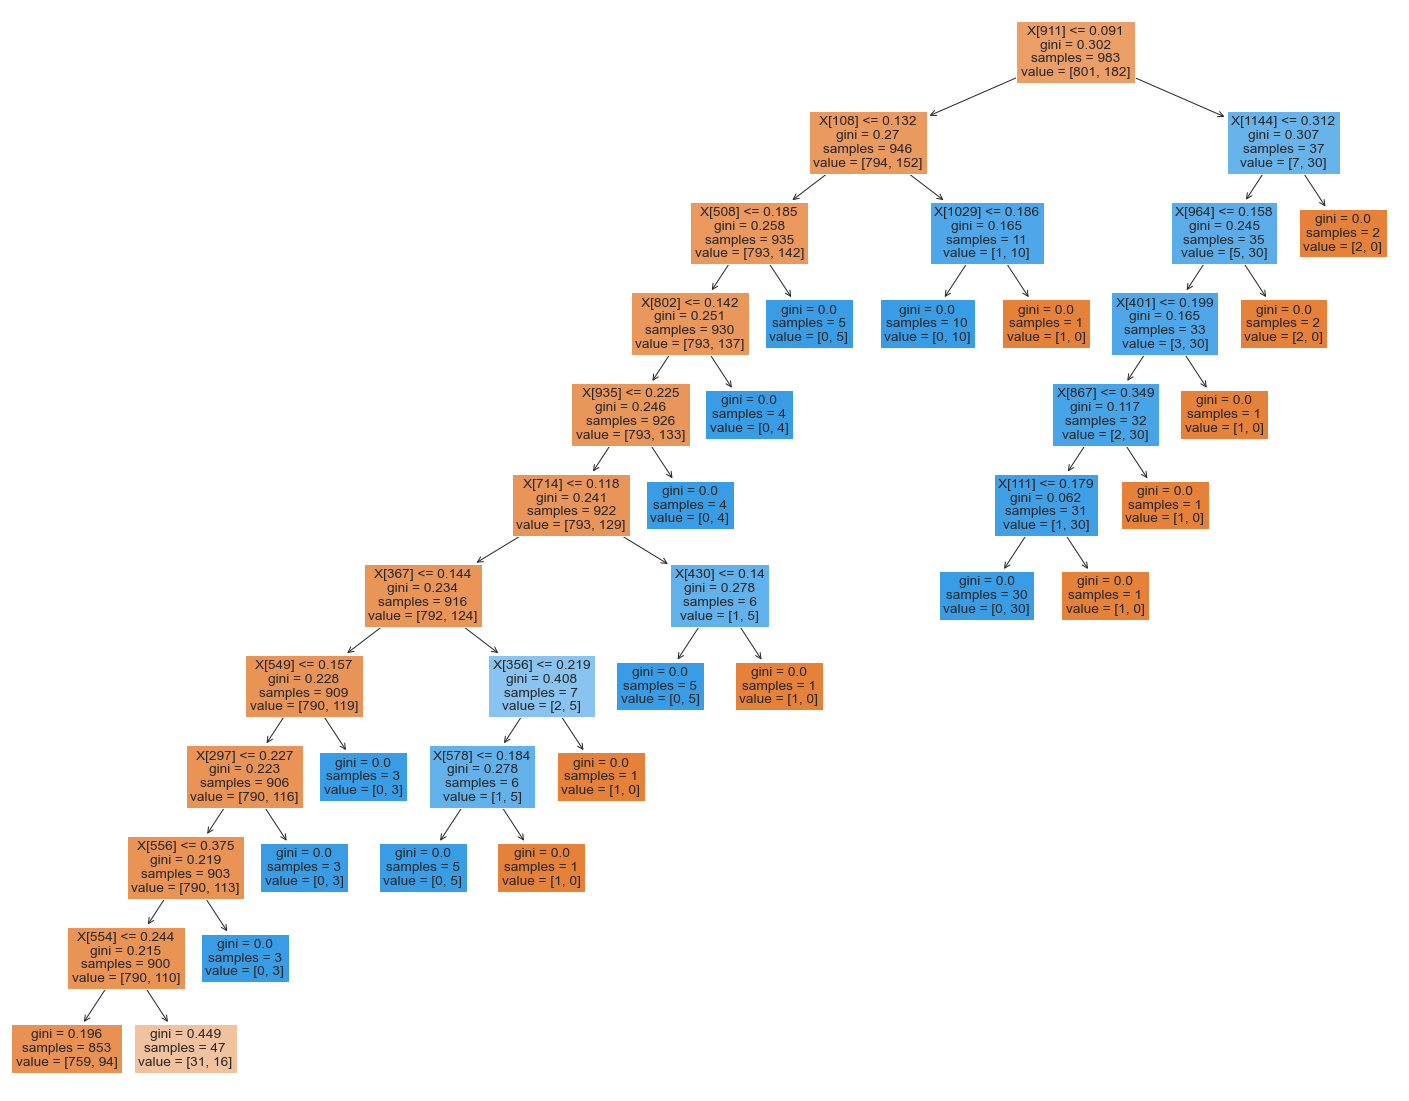 X[911] <= 0.091
gini = 0.302
samples = 983
value = [801, 182]
X[108] <= 0.132
gini = 0.27
samples = 946
value = [794, 152]
X[1144] <= 0.312
gini = 0.307
samples = 37
value = [7, 30]
X[508] <= 0.185
gini = 0.258
samples = 935
value = [793, 142]
X[1029] <= 0.186
gini = 0.165
samples = 11
value = [1, 10]
X[964] <= 0.158
gini = 0.245
samples = 35
value = [5, 30]
gini = 0.0
samples = 2
value = [2, 0]
X[802] <= 0.142
gini = 0.251
samples = 930
value = [793, 137]
gini = 0.0
samples = 5
value = [0, 5]
gini = 0.0
samples = 10
value = [0, 10]
gini = 0.0
samples = 1
value = [1, 0]
X[401] <= 0.199
gini = 0.165
samples = 33
value = [3, 30]
gini = 0.0
samples = 2
value = [2, 0]
X[935] <= 0.225
gini = 0.246
samples = 926
value = [793, 133]
gini = 0.0
samples = 4
value = [0, 4]
X[867] <= 0.349
gini = 0.117
samples = 32
value = [2, 30]
gini = 0.0
samples = 1
value = [1, 0]
X[714] <= 0.118
gini = 0.241
samples = 922
value = [793, 129]
gini = 0.0
samples = 4
value = [0, 4]
X[111] <= 0.179
gini = 0.062
samples = 31
value = [1, 30]
gini = 0.0
samples = 1
value = [1, 0]
X[367] <= 0.144
gini = 0.234
samples = 916
value = [792, 124]
X[430] <= 0.14
gini = 0.278
samples = 6
value = [1, 5]
gini = 0.0
samples = 30
value = [0, 30]
gini = 0.0
samples = 1
value = [1, 0]
X[549] <= 0.157
gini = 0.228
samples = 909
value = [790, 119]
X[356] <= 0.219
gini = 0.408
samples = 7
value = [2, 5]
gini = 0.0
samples = 5
value = [0, 5]
gini = 0.0
samples = 1
value = [1, 0]
X[297] <= 0.227
gini = 0.223
samples = 906
value = [790, 116]
gini = 0.0
samples = 3
value = [0, 3]
X[578] <= 0.184
gini = 0.278
samples = 6
value = [1, 5]
gini = 0.0
samples = 1
value = [1, 0]
X[556] <= 0.375
gini = 0.219
samples = 903
value = [790, 113]
gini = 0.0
samples = 3
value = [0, 3]
gini = 0.0
samples = 5
value = [0, 5]
gini = 0.0
samples = 1
value = [1, 0]
X[554] <= 0.244
gini = 0.215
samples = 900
value = [790, 110]
gini = 0.0
samples = 3
value = [0, 3]
gini = 0.196
samples = 853
value = [759, 94]
gini = 0.449
samples = 47
value = [31, 16]